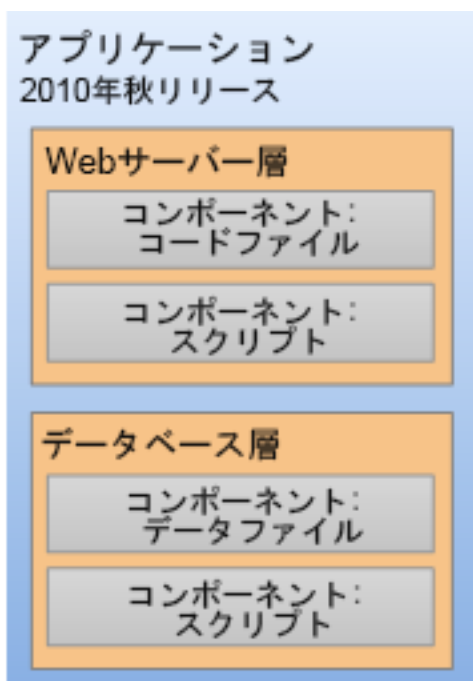 アプリケーション
2010年秋リリース
Webサーバー層
コンポーネント:
コードファイル
コンポーネント:
スクリプト
データベース層
コンポーネント:
データファイル
コンポーネント:
スクリプト